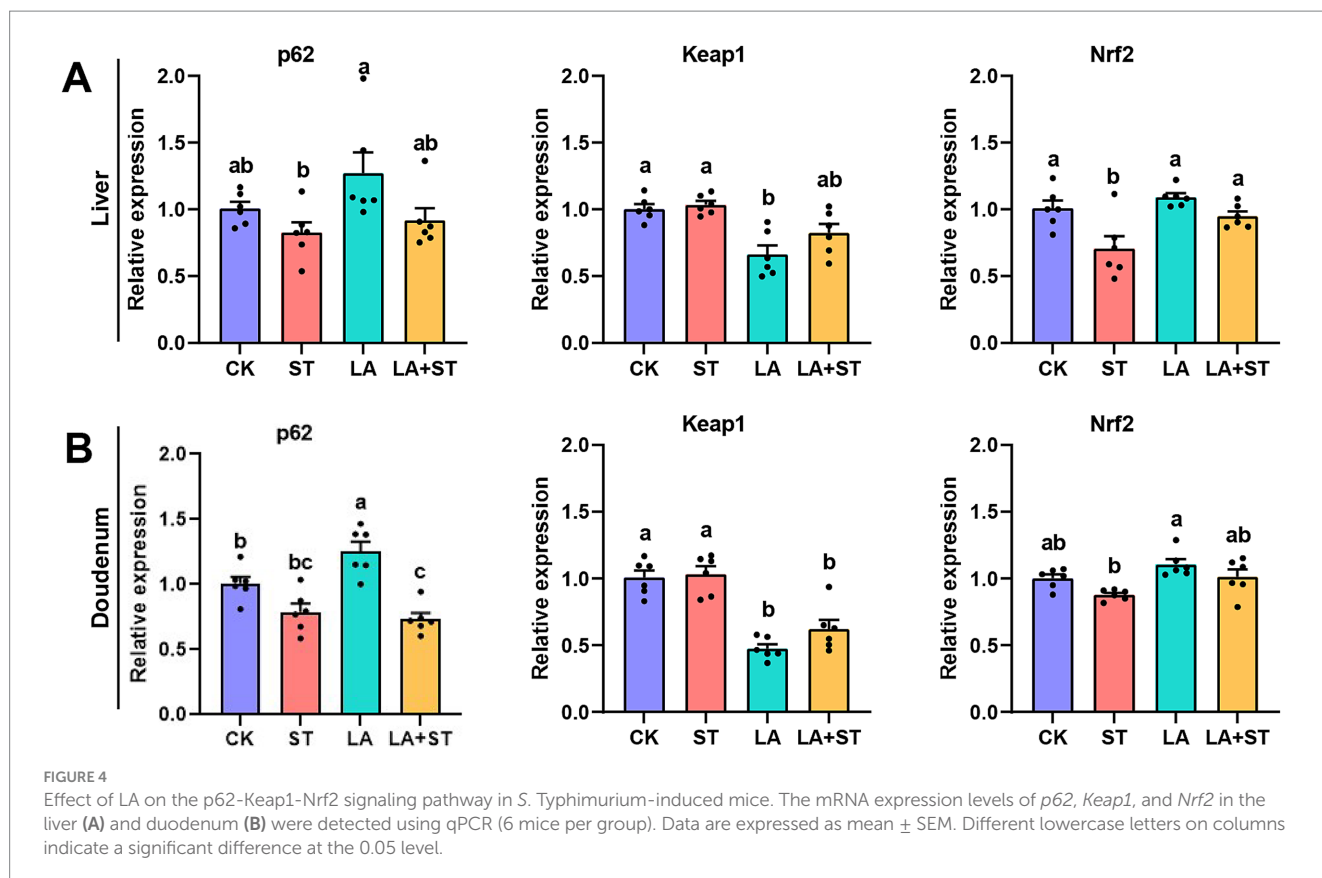 A
Liver
p62
Relative expression
2.0
1.5
1.0
0.5
0.0
ab
b
a
ab
CK ST LA LA+ST
Keap1
Relative expression
2.0
1.5
1.0
0.5
0.0
a
a
b
ab
CK ST LA LA+ST
Nrf2
Relative expression
2.0
1.5
1.0
0.5
0.0
a
b
a
a
CK ST LA LA+ST
B
Doudenum
p62
Relative expression
2.0
1.5
1.0
0.5
0.0
b
bc
a
c
CK ST LA LA+ST
Keap1
Relative expression
2.0
1.5
1.0
0.5
0.0
a
a
b
b
CK ST LA LA+ST
Nrf2
Relative expression
2.0
1.5
1.0
0.5
0.0
ab
b
a
ab
CK ST LA LA+ST
FIGURE 4
Effect of LA on the p62-Keap1-Nrf2 signaling pathway in S. Typhimurium-induced mice. The mRNA expression levels of p62, Keap1, and Nrf2 in the
liver (A) and duodenum (B) were detected using qPCR (6 mice per group). Data are expressed as mean ± SEM. Different lowercase letters on columns
indicate a significant difference at the 0.05 level.